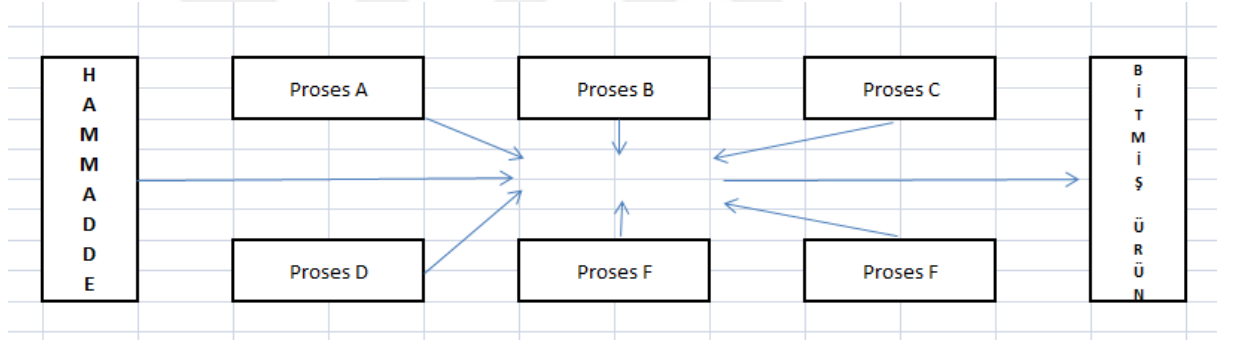 HAMMADDE
Proses A
Proses B
Proses C
Proses D
Proses F
Proses F
BİTMİŞ ÜRÜN